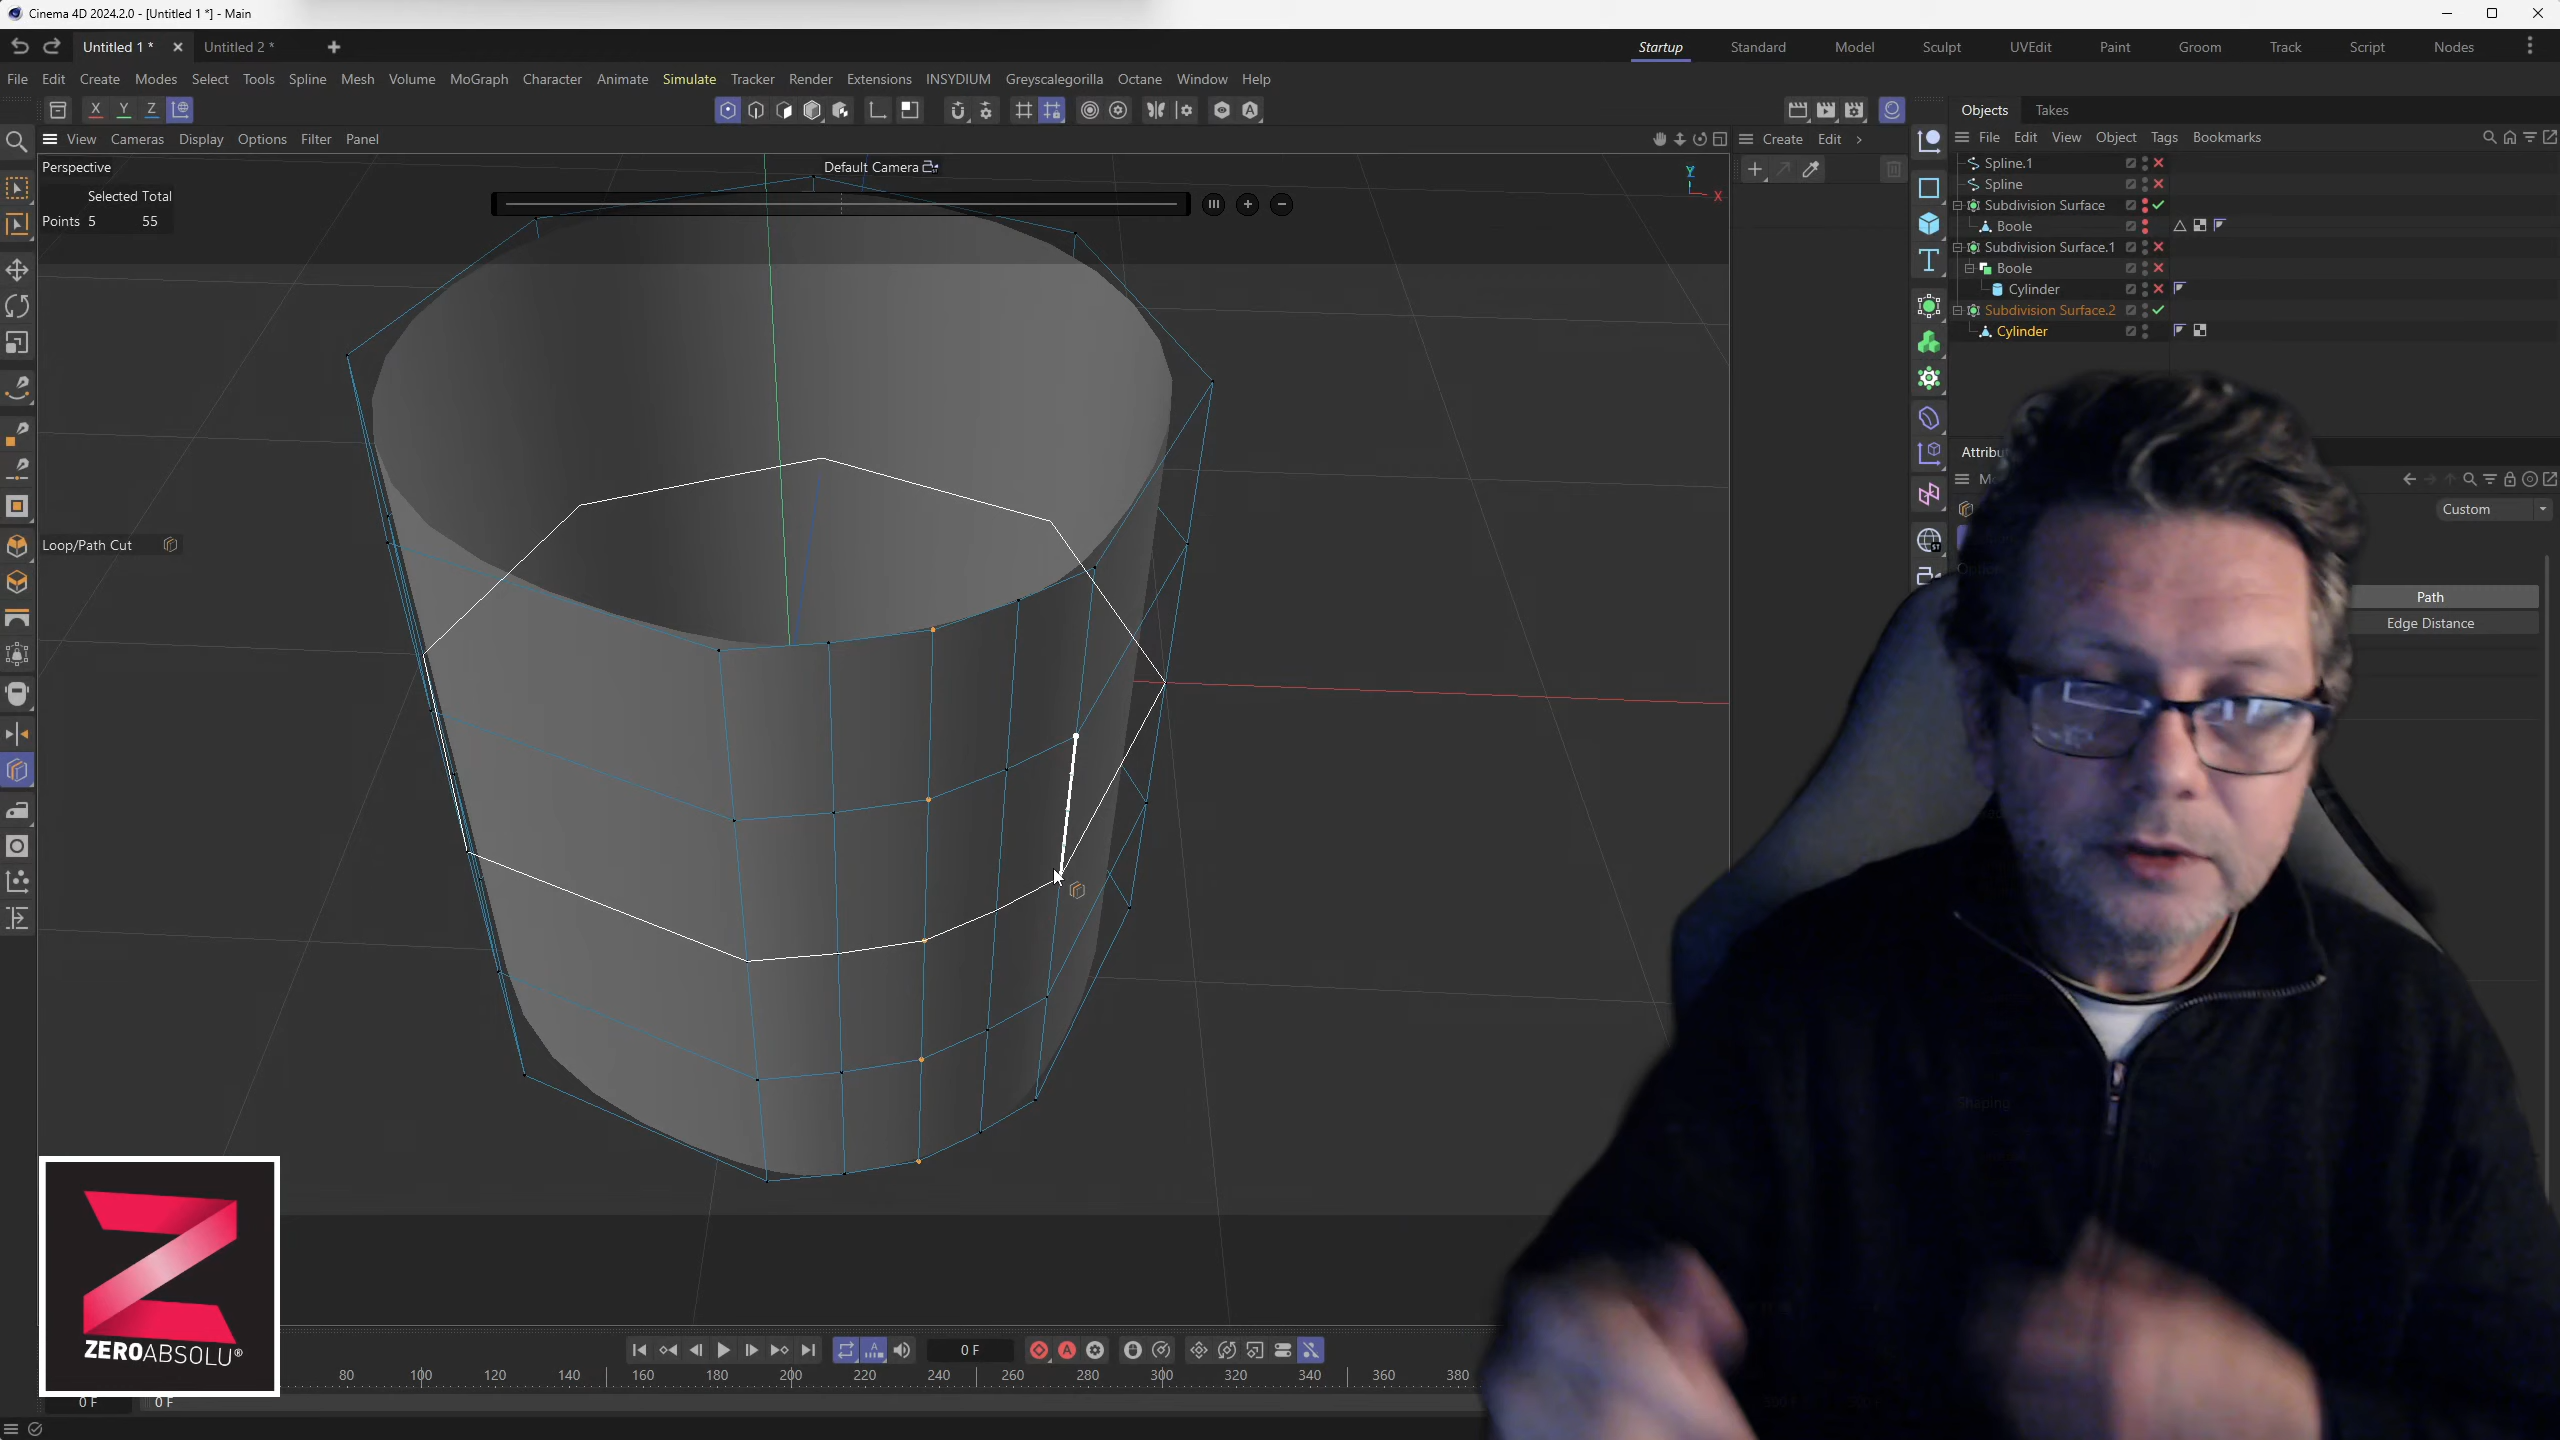 Cinema 4D 2024.2.0 - [Untitled 1 *] - Main
Untitled 1 *
Untitled 2 *
Startup
Standard
Model
Sculpt
UVEdit
Paint
Groom
Track
Script
Nodes
File Edit Create Modes Select Tools Spline Mesh Volume MoGraph Character Animate Simulate Tracker Render Extensions INSYDIUM Greyscalegorilla Octane Window Help
X Y Z
View Cameras Display Options Filter Panel
Perspective
Default Camera
Selected Total
Points 5 55
Loop/Path Cut
Y
X
Create Edit
Objects Takes
File Edit View Object Tags Bookmarks
Spline.1
Spline
Subdivision Surface
Boole
Subdivision Surface.1
Boole
Cylinder
Subdivision Surface.2
Cylinder
Custom
Path
Edge Distance
Shaping
ZEROABSOLU®
0 F
80 100 120 140 160 180 200 220 240 260 280 300 320 340 360 380
0 F
0 F